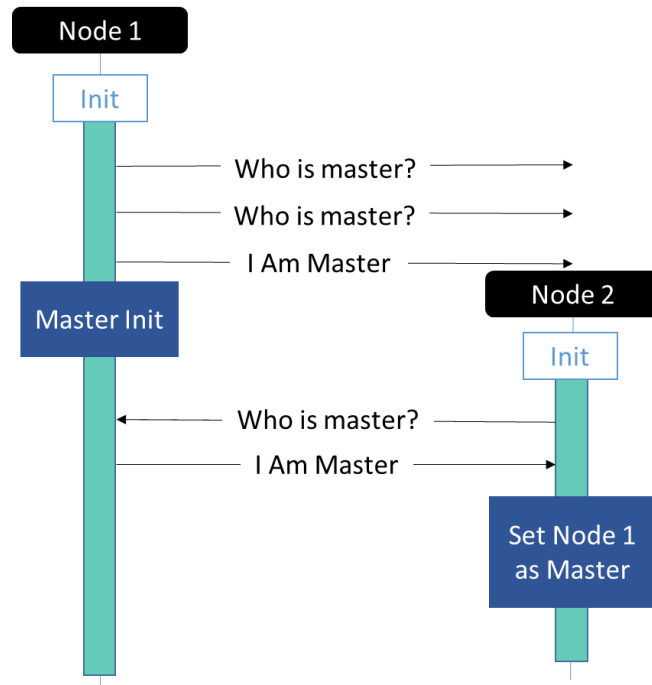 Node 1
Init
Who is master?
Who is master?
I Am Master
Node 2
Master Init
Init
Who is master?
I Am Master
Set Node 1
as Master